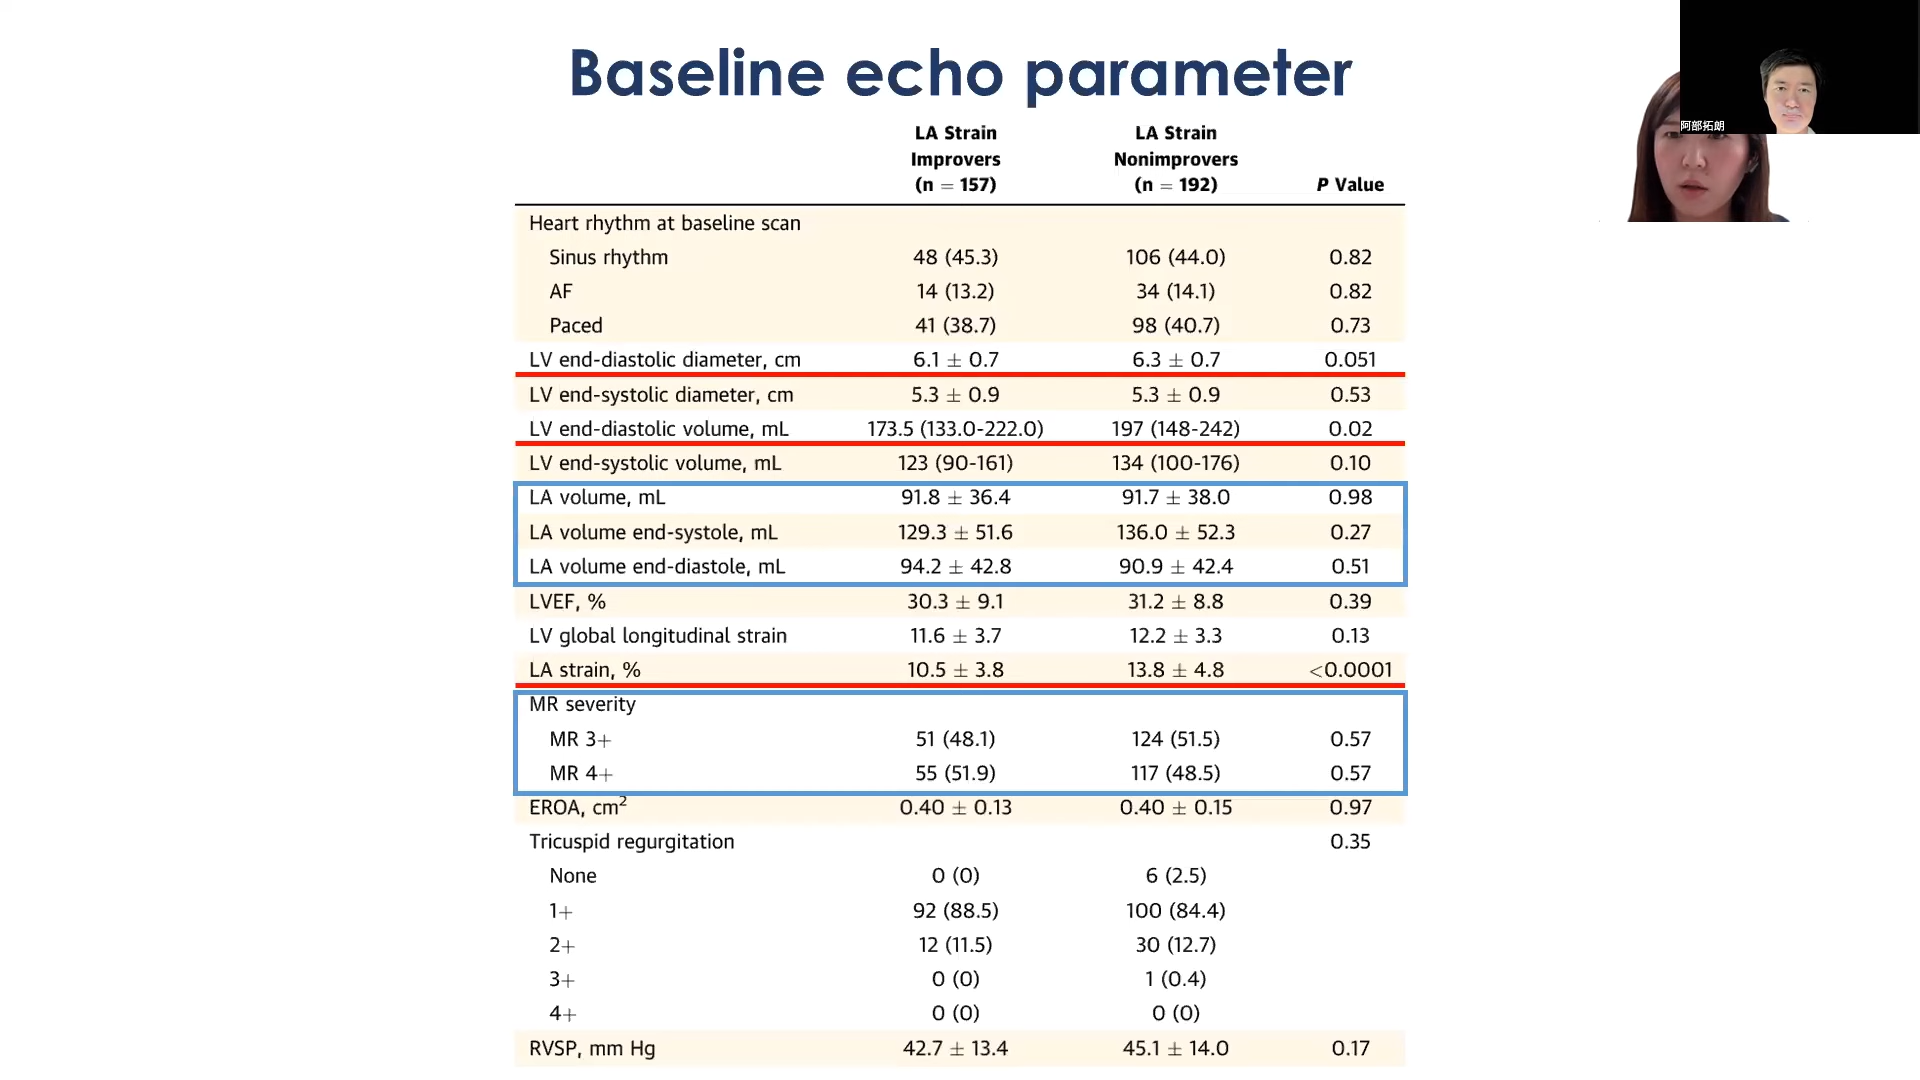 Baseline echo parameter
阿部拓朗
LA Strain Improvers (n = 157) LA Strain Nonimprovers (n = 192) P Value
Heart rhythm at baseline scan
Sinus rhythm 48 (45.3) 106 (44.0) 0.82
AF 14 (13.2) 34 (14.1) 0.82
Paced 41 (38.7) 98 (40.7) 0.73
LV end-diastolic diameter, cm 6.1 ± 0.7 6.3 ± 0.7 0.051
LV end-systolic diameter, cm 5.3 ± 0.9 5.3 ± 0.9 0.53
LV end-diastolic volume, mL 173.5 (133.0-222.0) 197 (148-242) 0.02
LV end-systolic volume, mL 123 (90-161) 134 (100-176) 0.10
LA volume, mL 91.8 ± 36.4 91.7 ± 38.0 0.98
LA volume end-systole, mL 129.3 ± 51.6 136.0 ± 52.3 0.27
LA volume end-diastole, mL 94.2 ± 42.8 90.9 ± 42.4 0.51
LVEF, % 30.3 ± 9.1 31.2 ± 8.8 0.39
LV global longitudinal strain 11.6 ± 3.7 12.2 ± 3.3 0.13
LA strain, % 10.5 ± 3.8 13.8 ± 4.8 <0.0001
MR severity
MR 3+ 51 (48.1) 124 (51.5) 0.57
MR 4+ 55 (51.9) 117 (48.5) 0.57
EROA, cm² 0.40 ± 0.13 0.40 ± 0.15 0.97
Tricuspid regurgitation 0.35
None 0 (0) 6 (2.5)
1+ 92 (88.5) 100 (84.4)
2+ 12 (11.5) 30 (12.7)
3+ 0 (0) 1 (0.4)
4+ 0 (0) 0 (0)
RVSP, mm Hg 42.7 ± 13.4 45.1 ± 14.0 0.17